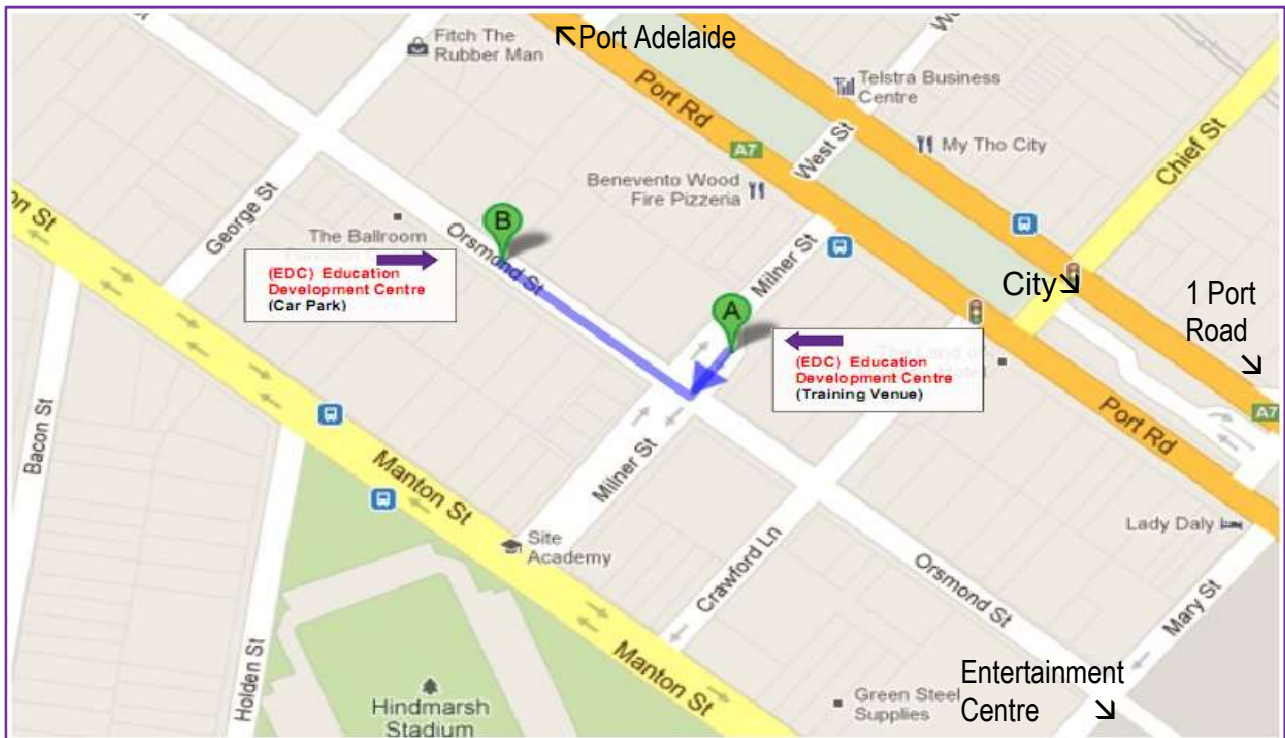 Fitch The
Rubber Man
Port Adelaide
Port Rd
Telstra Business
Centre
West St
A7
My Tho City
Chief St
Benevento Wood
Fire Pizzeria
on St
George St
The Ballroom
Orsmond St
B
Milner St
City
1 Port
Road
(EDC) Education
Development Centre
(Car Park)
A
(EDC) Education
Development Centre
(Training Venue)
Port Rd
A7
Bacon St
Manton St
Milner St
Lady Daly
Site
Academy
Crawford Ln
Orsmond St
Mary St
Holden St
Manton St
Hindmarsh
Stadium
Green Steel
Supplies
Entertainment
Centre